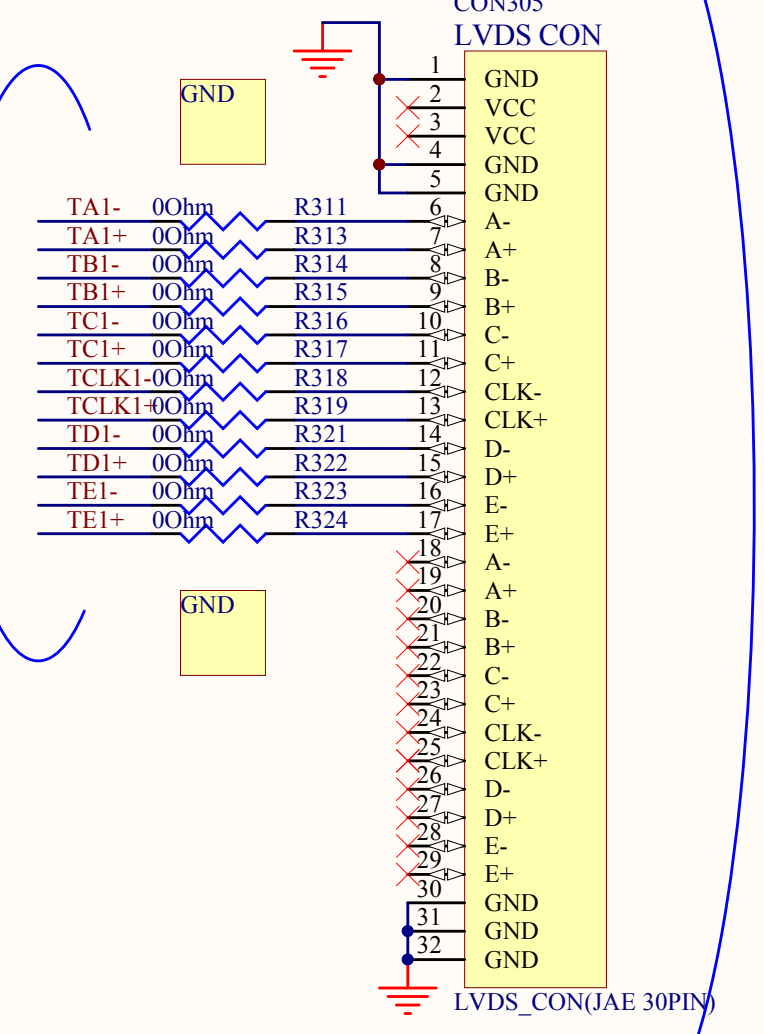 CON305
LVDS CON
1 GND
GND
2 VCC
3 VCC
4 GND
5 GND
TA1- 0Ohm R311 6 A-
TA1+ 0Ohm R313 7 A+
TB1- 0Ohm R314 8 B-
TB1+ 0Ohm R315 9 B+
TC1- 0Ohm R316 10 C-
TC1+ 0Ohm R317 11 C+
TCLK1- 0Ohm R318 12 CLK-
TCLK1+ 0Ohm R319 13 CLK+
TD1- 0Ohm R321 14 D-
TD1+ 0Ohm R322 15 D+
TE1- 0Ohm R323 16 E-
TE1+ 0Ohm R324 17 E+
18 A-
19 A+
GND 20 B-
21 B+
22 C-
23 C+
24 CLK-
25 CLK+
26 D-
27 D+
28 E-
29 E+
30 GND
31 GND
32 GND
LVDS_CON(JAE 30PIN)